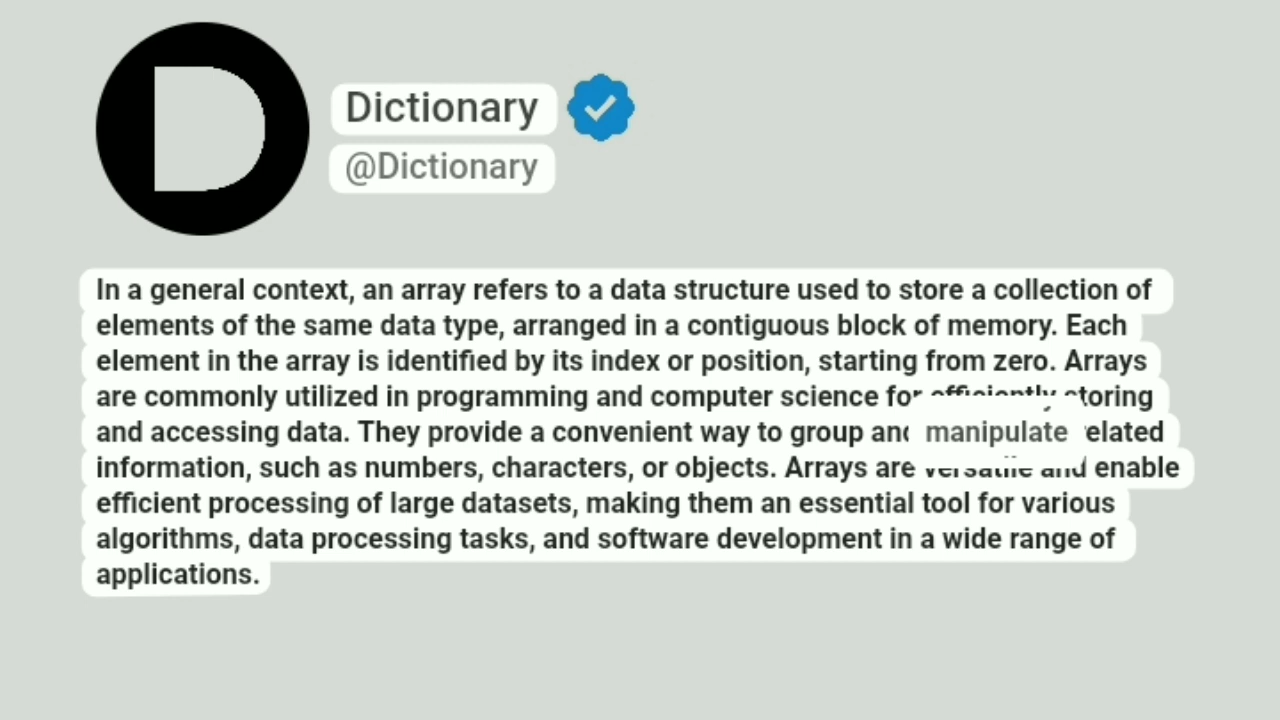 D
Dictionary
@Dictionary
In a general context, an array refers to a data structure used to store a collection of
elements of the same data type, arranged in a contiguous block of memory. Each
element in the array is identified by its index or position, starting from zero. Arrays
are commonly utilized in programming and computer science for efficiently storing
and accessing data. They provide a convenient way to group and manipulate related
information, such as numbers, characters, or objects. Arrays are versatile and enable
efficient processing of large datasets, making them an essential tool for various
algorithms, data processing tasks, and software development in a wide range of
applications.